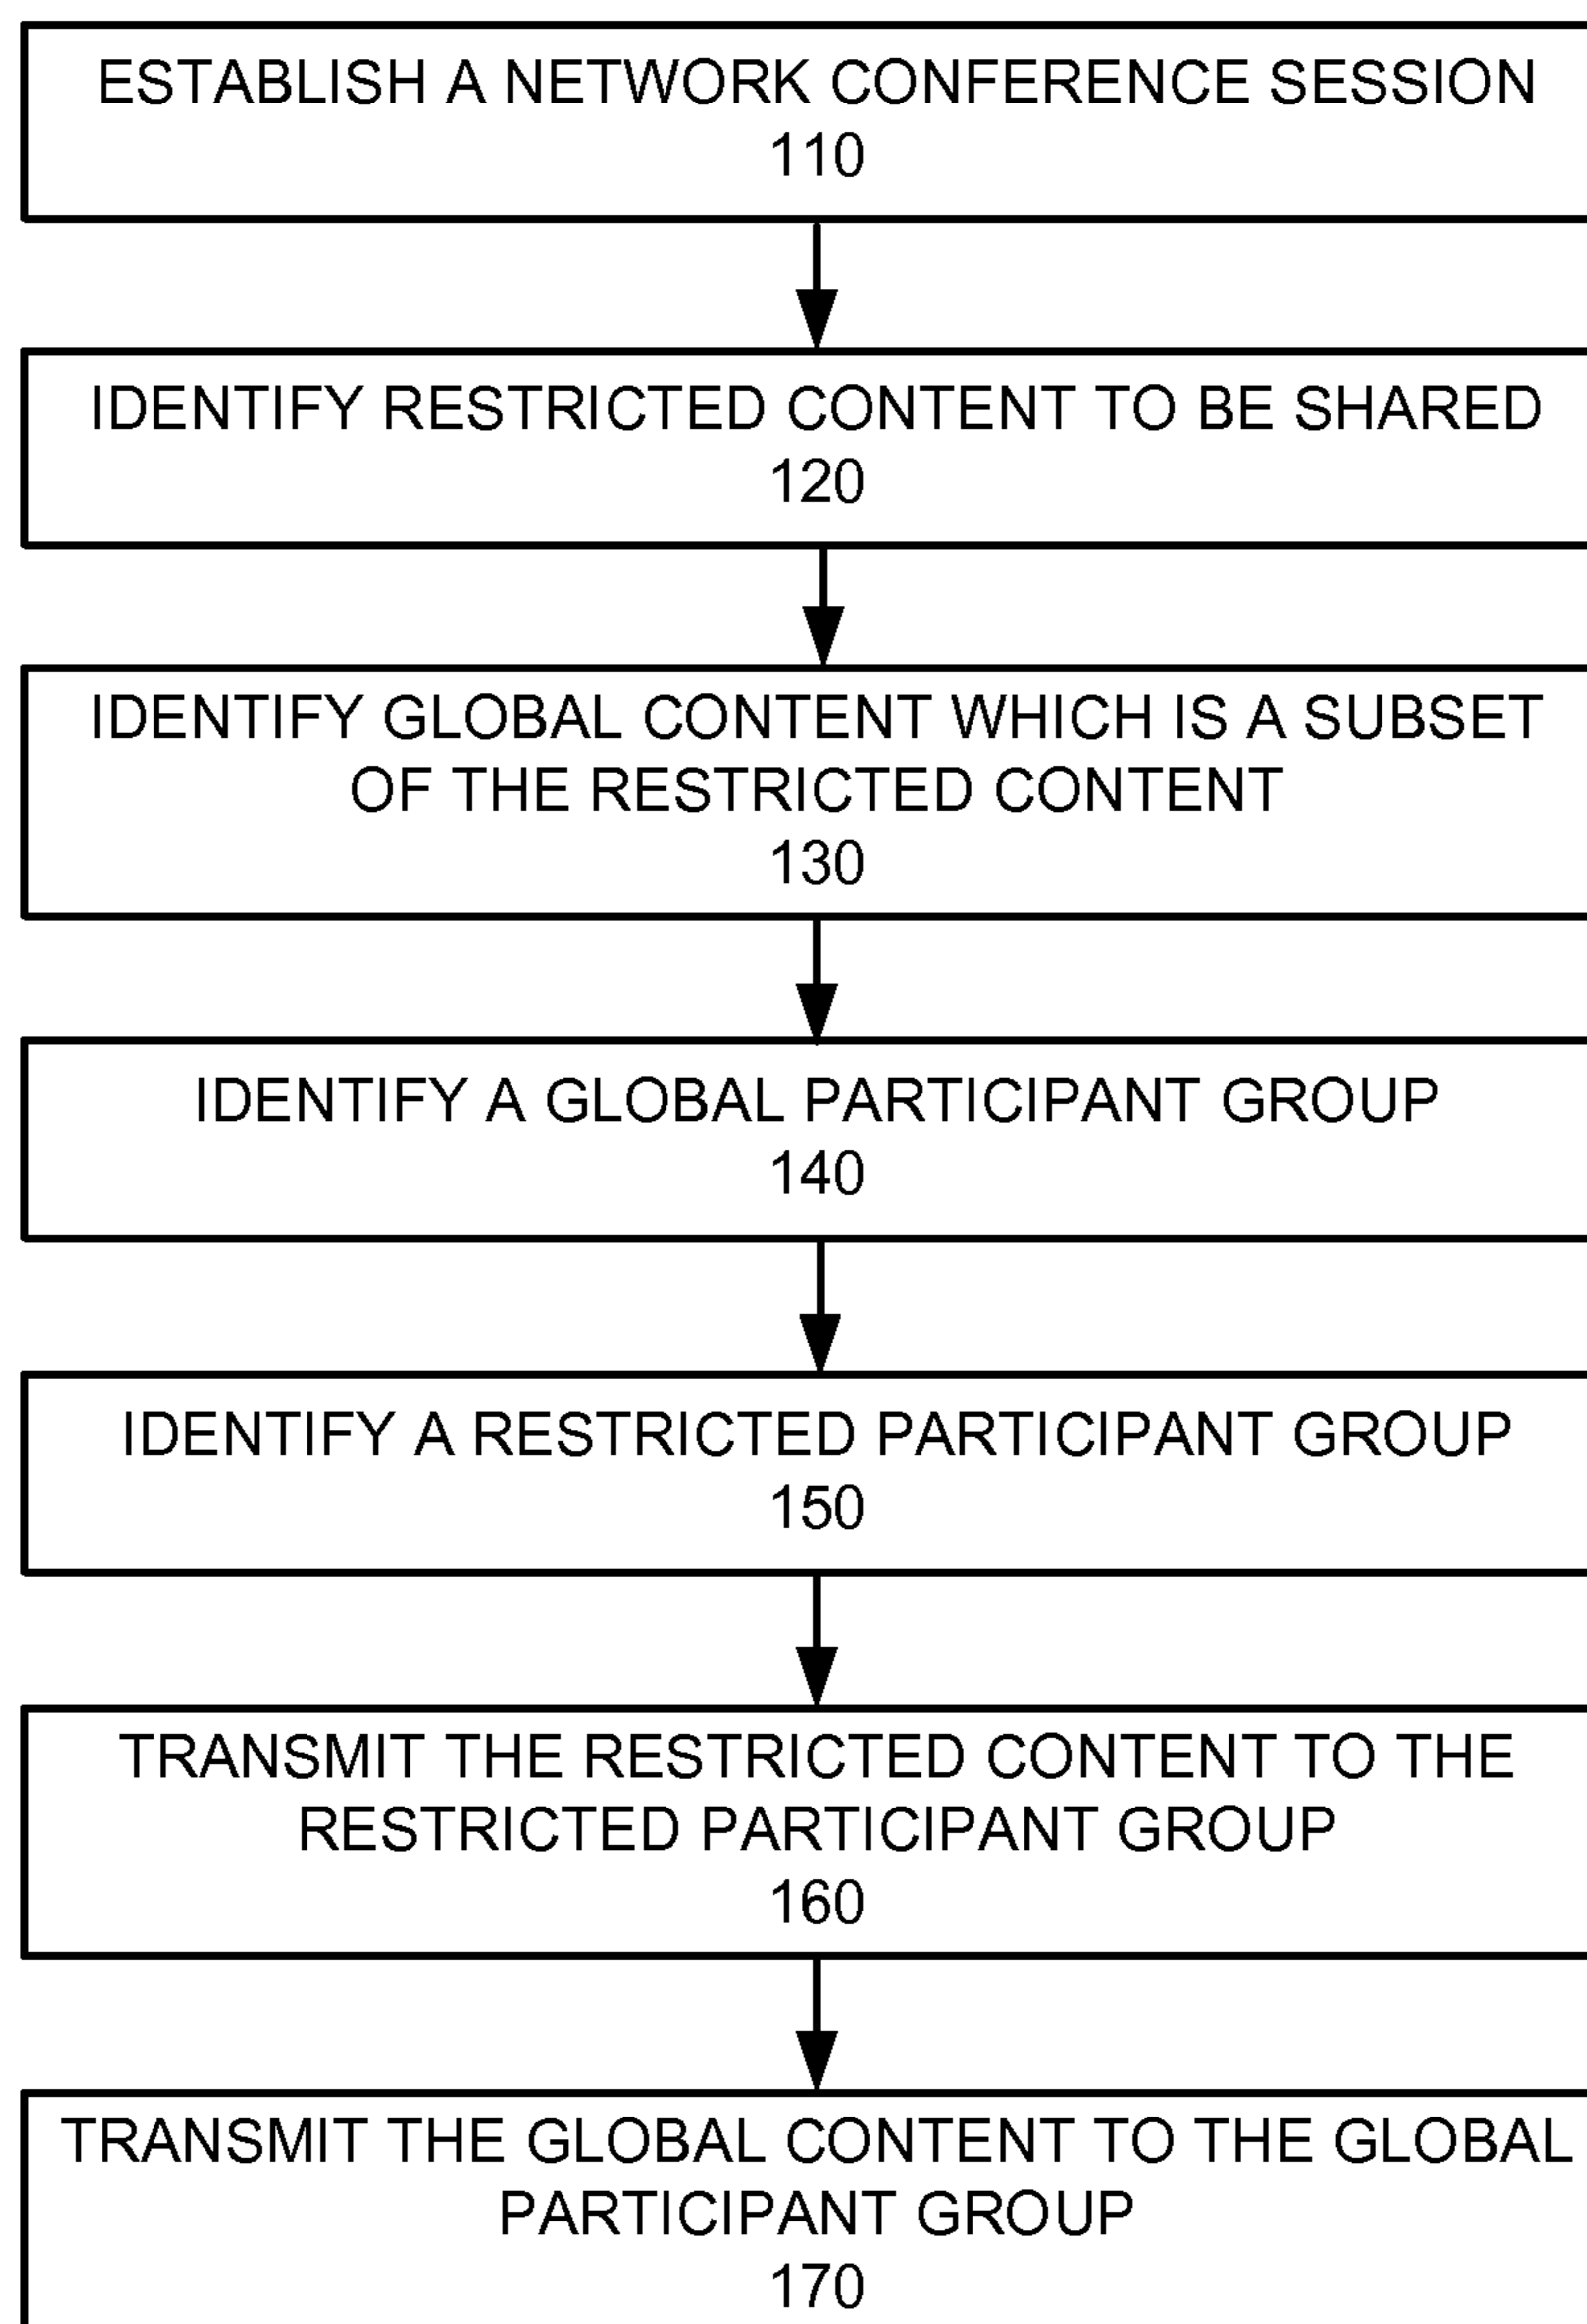 ESTABLISH A NETWORK CONFERENCE SESSION
110
IDENTIFY RESTRICTED CONTENT TO BE SHARED
120
IDENTIFY GLOBAL CONTENT WHICH IS A SUBSET
OF THE RESTRICTED CONTENT
130
IDENTIFY A GLOBAL PARTICIPANT GROUP
140
IDENTIFY A RESTRICTED PARTICIPANT GROUP
150
TRANSMIT THE RESTRICTED CONTENT TO THE
RESTRICTED PARTICIPANT GROUP
160
TRANSMIT THE GLOBAL CONTENT TO THE GLOBAL
PARTICIPANT GROUP
170